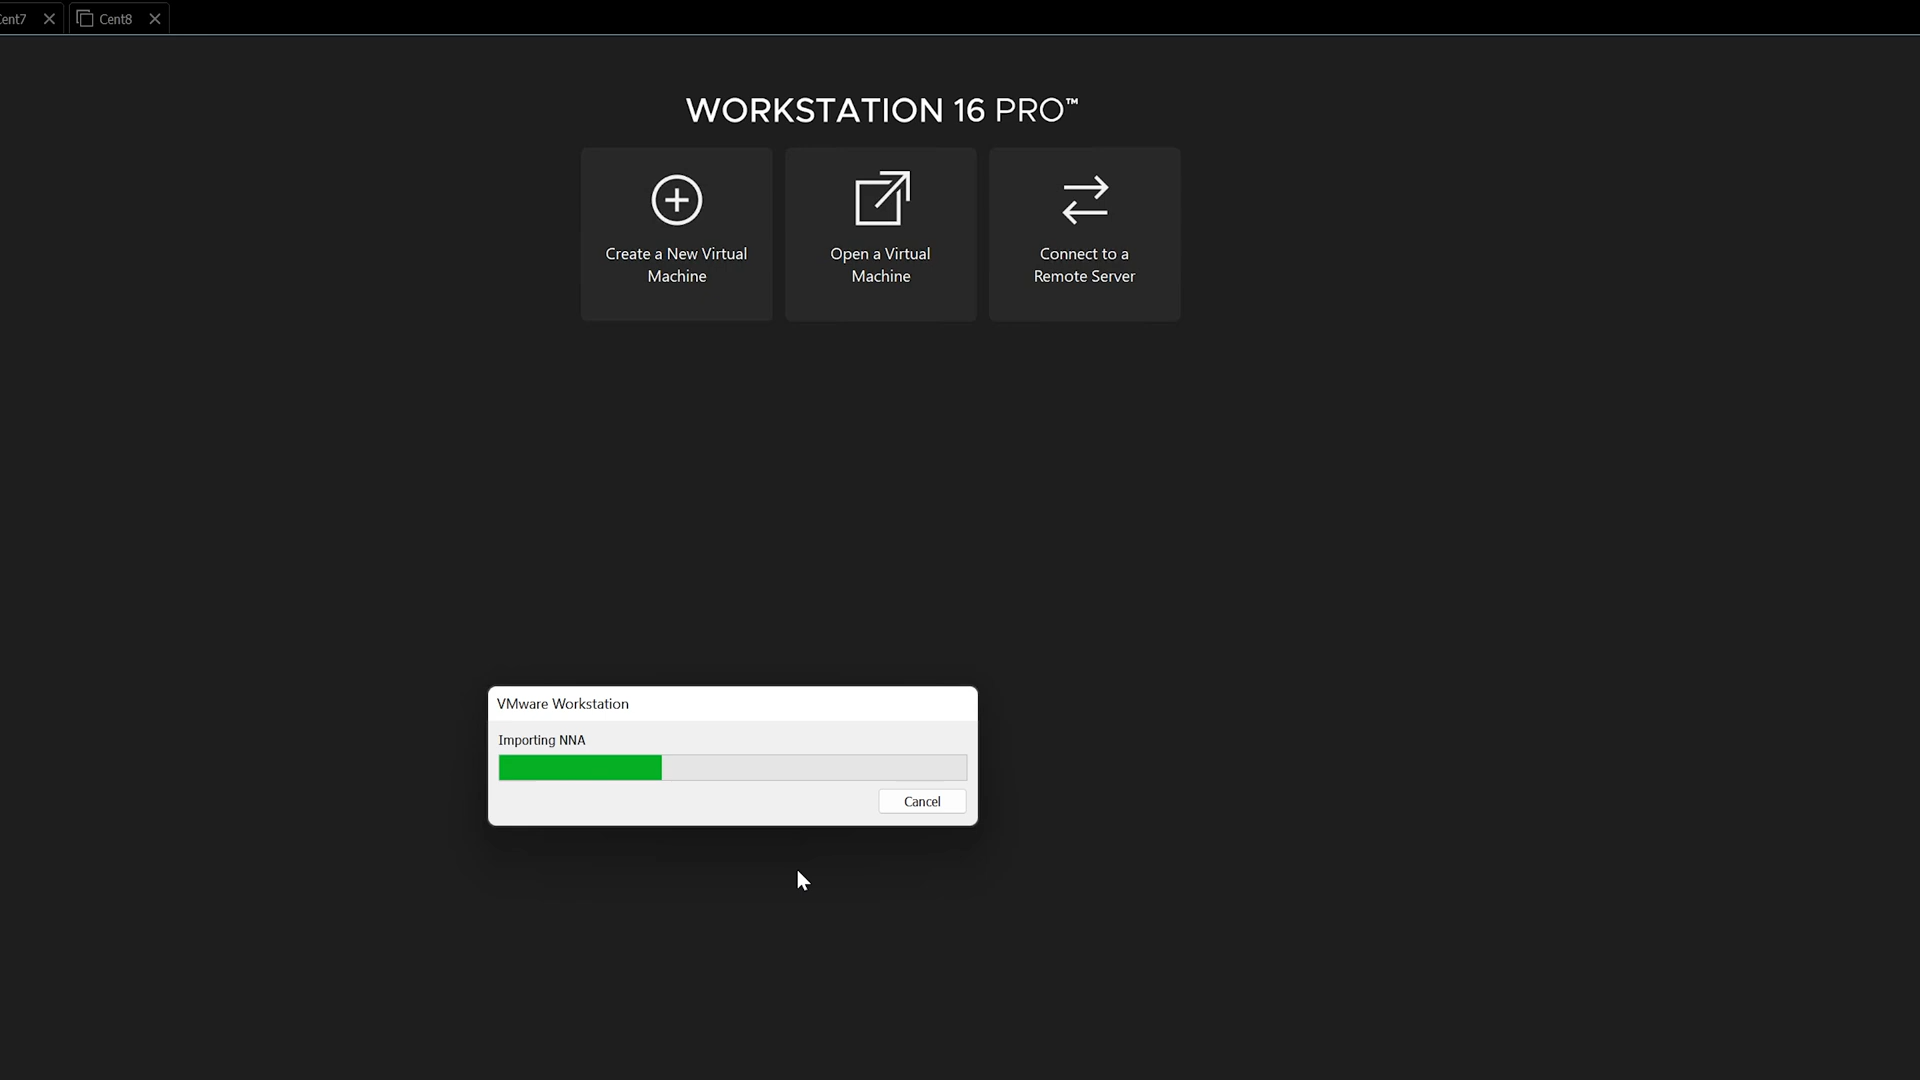 Cent8
WORKSTATION 16 PRO™
Create a New Virtual
Machine
Open a Virtual
Machine
Connect to a
Remote Server
VMware Workstation
Importing NNA
Cancel